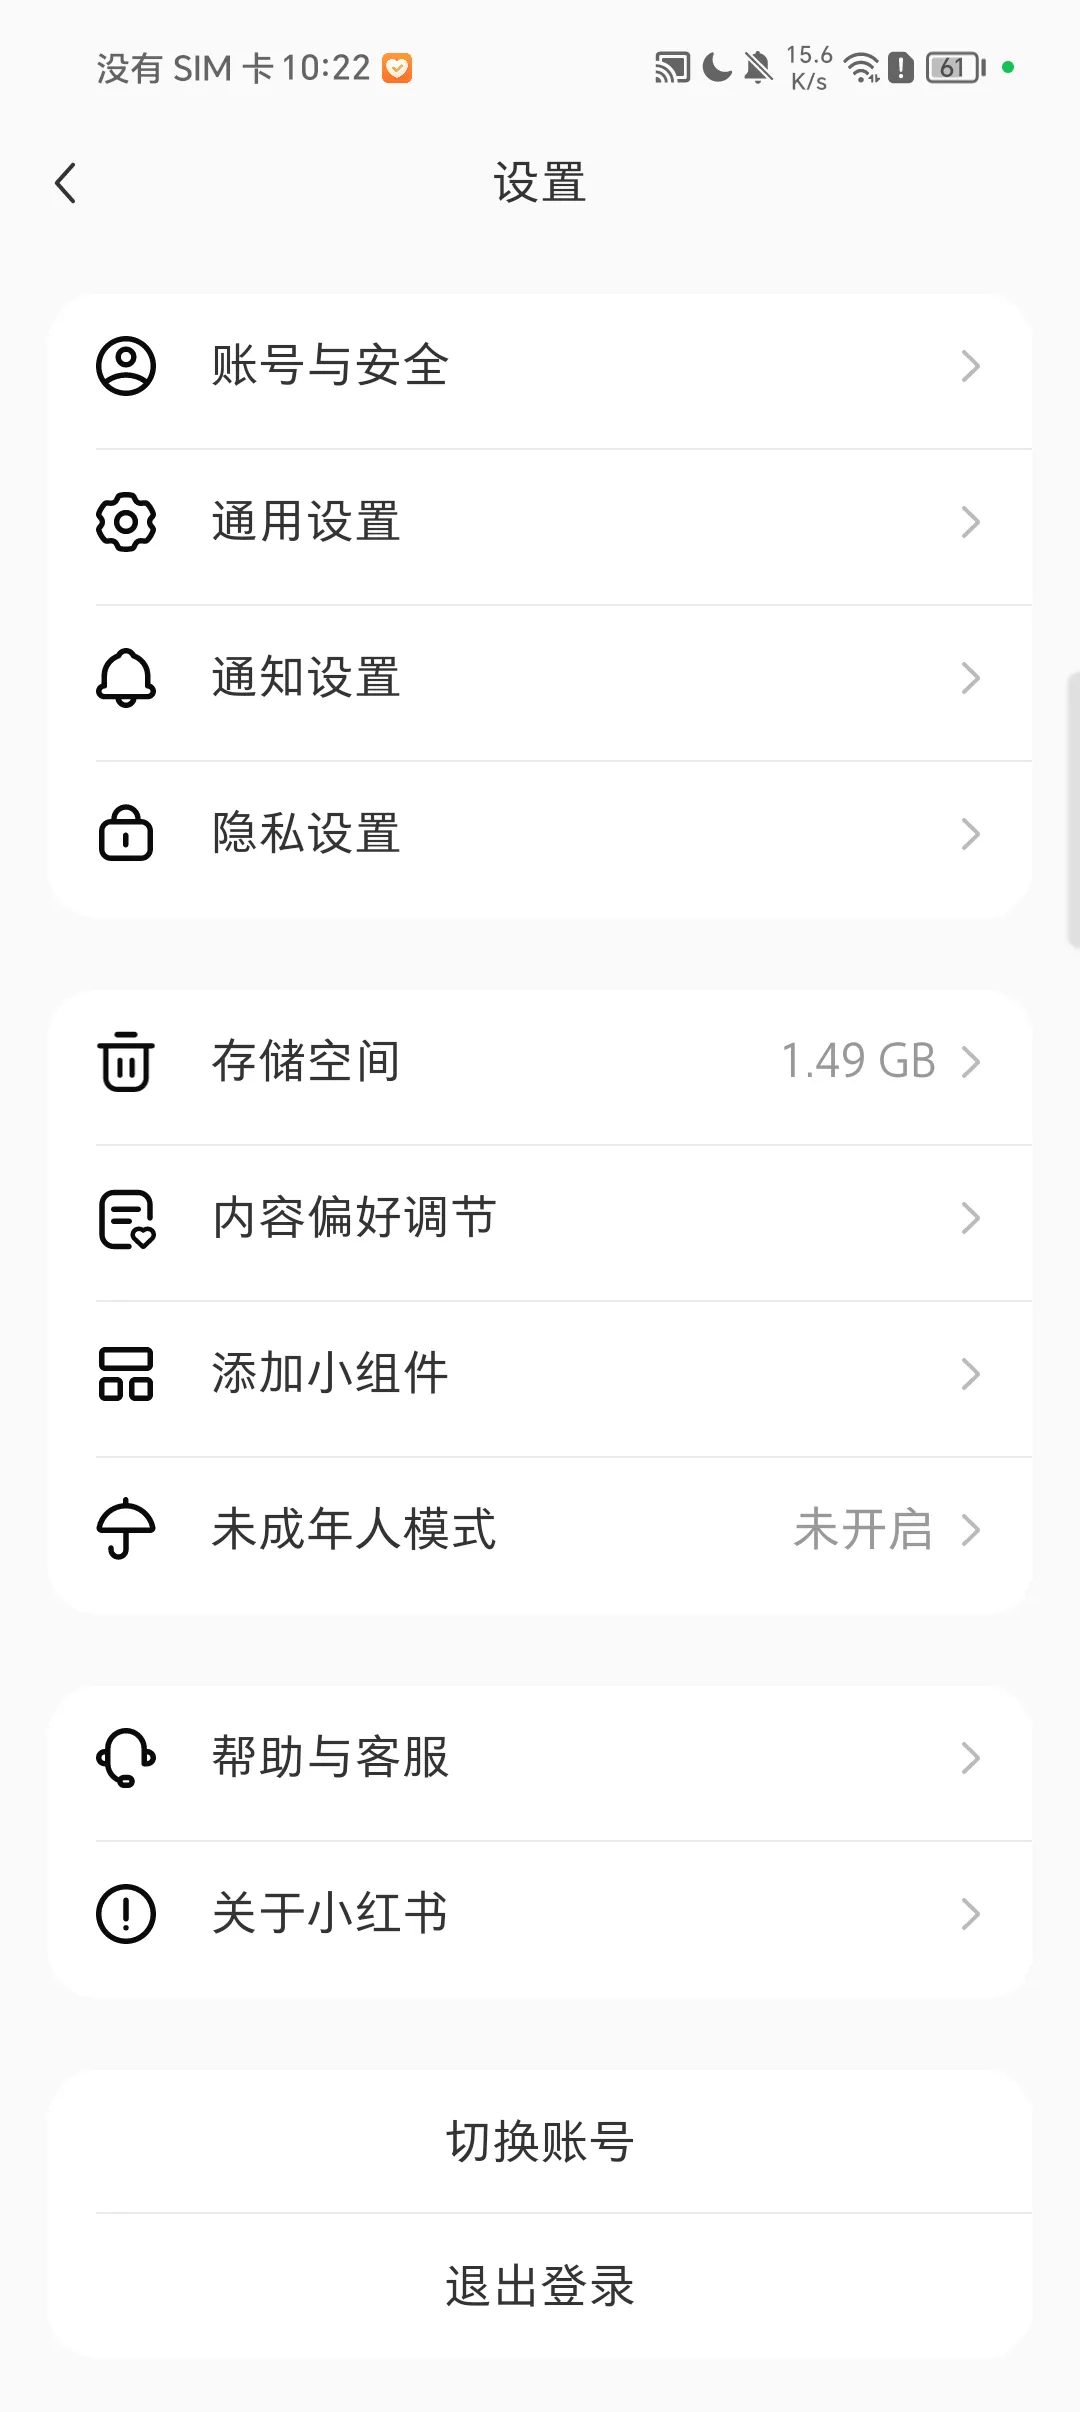 没有 SIM 卡 10:22 15.6 K/s 61
设置
账号与安全
通用设置
通知设置
隐私设置
存储空间 1.49 GB
内容偏好调节
添加小组件
未成年人模式 未开启
帮助与客服
关于小红书
切换账号
退出登录